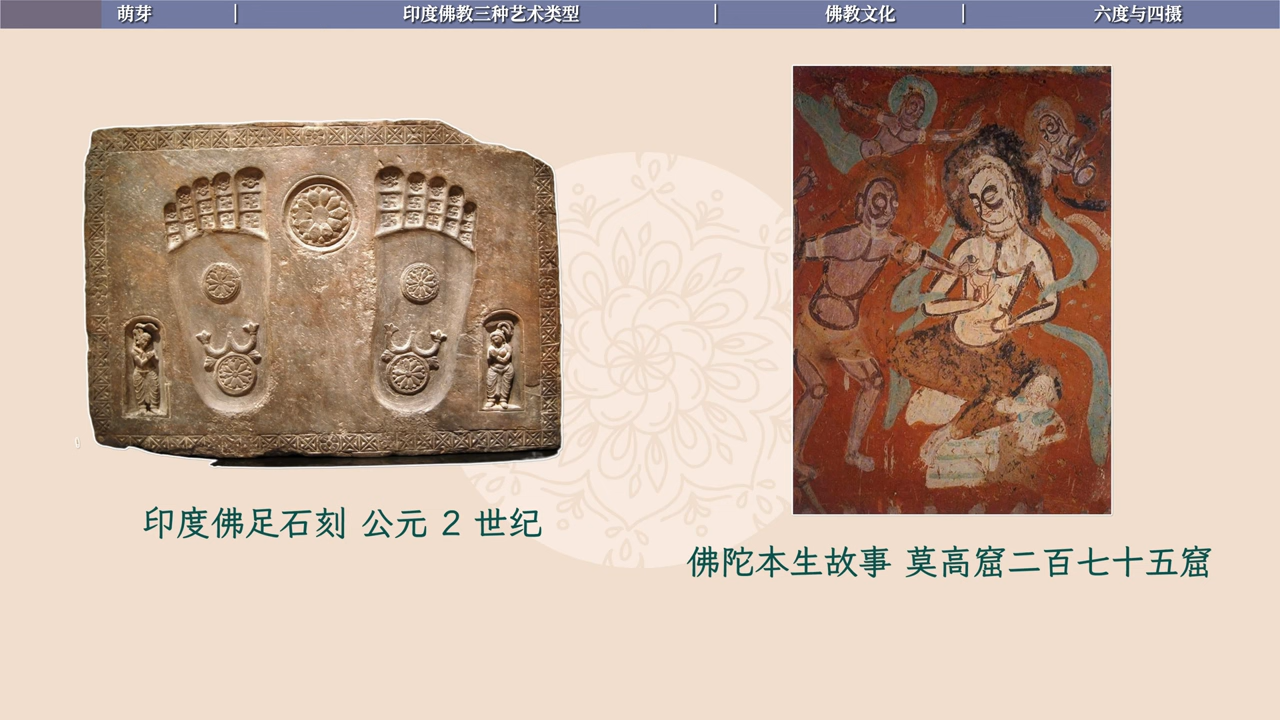 萌芽 | 印度佛教三种艺术类型 | 佛教文化 | 六度与四摄
印度佛足石刻 公元 2 世纪
佛陀本生故事 莫高窟二百七十五窟